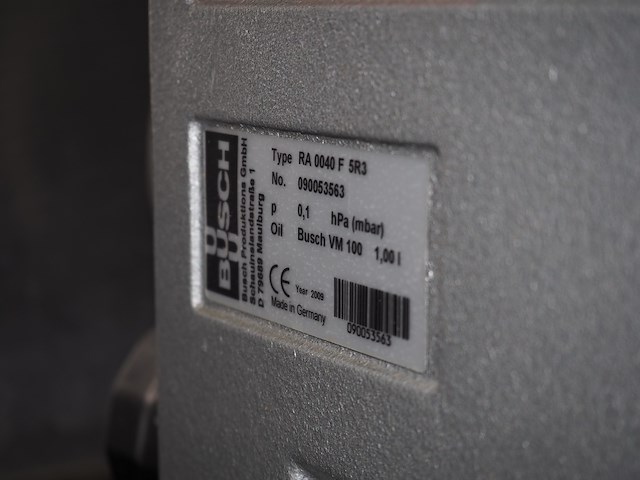 BUSCH
Busch Produktions GmbH
Schauinslandstraße 1
D 79689 Maulburg
Type RA 0040 F 5R3
No. 090053563
p 0,1 hPa (mbar)
Oil Busch VM 100 1,00 l
CE Year 2009
Made in Germany
090053563